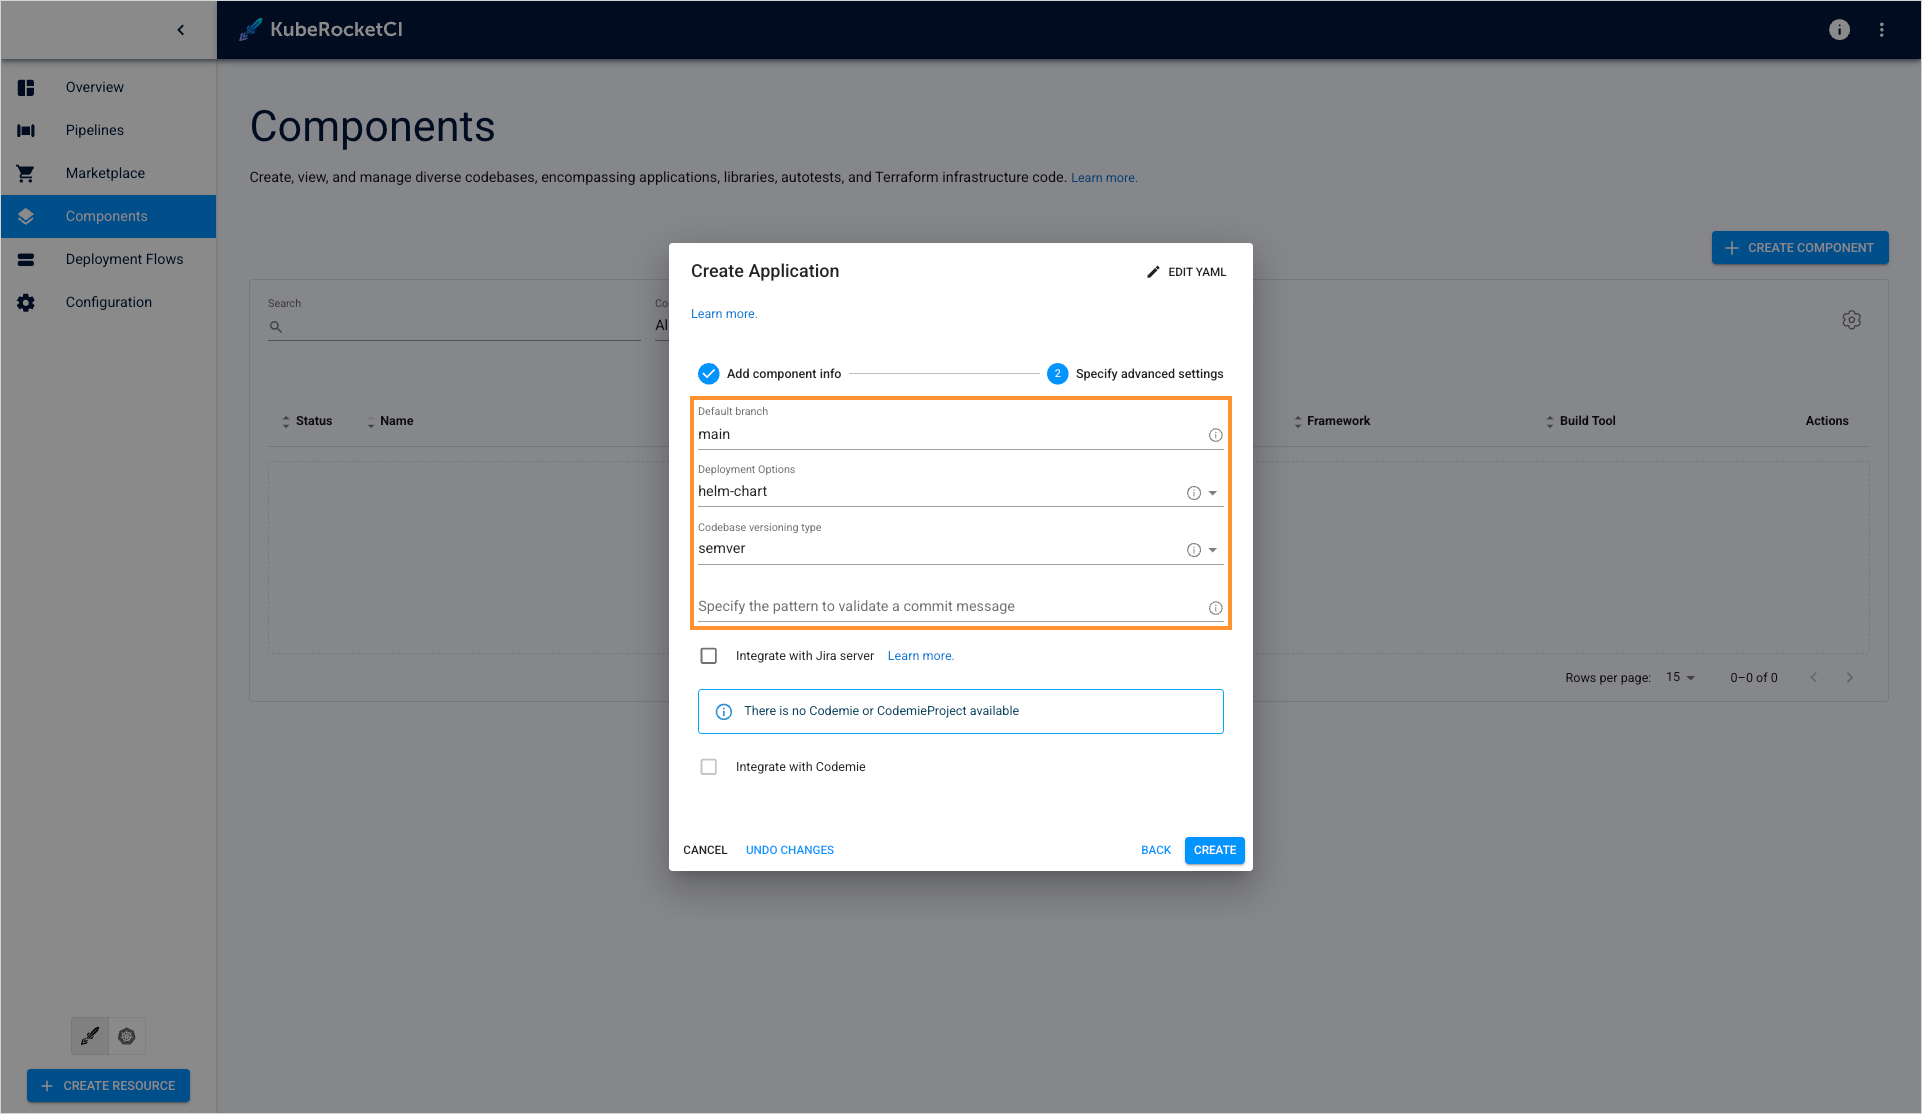 KubeRocketCI
Overview
Pipelines
Marketplace
Components
Deployment Flows
Configuration
CREATE RESOURCE
Components
Create, view, and manage diverse codebases, encompassing applications, libraries, autotests, and Terraform infrastructure code. Learn more.
CREATE COMPONENT
Search
Co
Al
Status Name Framework Build Tool Actions
Rows per page: 15 0–0 of 0
Create Application
EDIT YAML
Learn more.
Add component info
2 Specify advanced settings
Default branch
main
Deployment Options
helm-chart
Codebase versioning type
semver
Specify the pattern to validate a commit message
Integrate with Jira server Learn more.
There is no Codemie or CodemieProject available
Integrate with Codemie
CANCEL UNDO CHANGES BACK CREATE